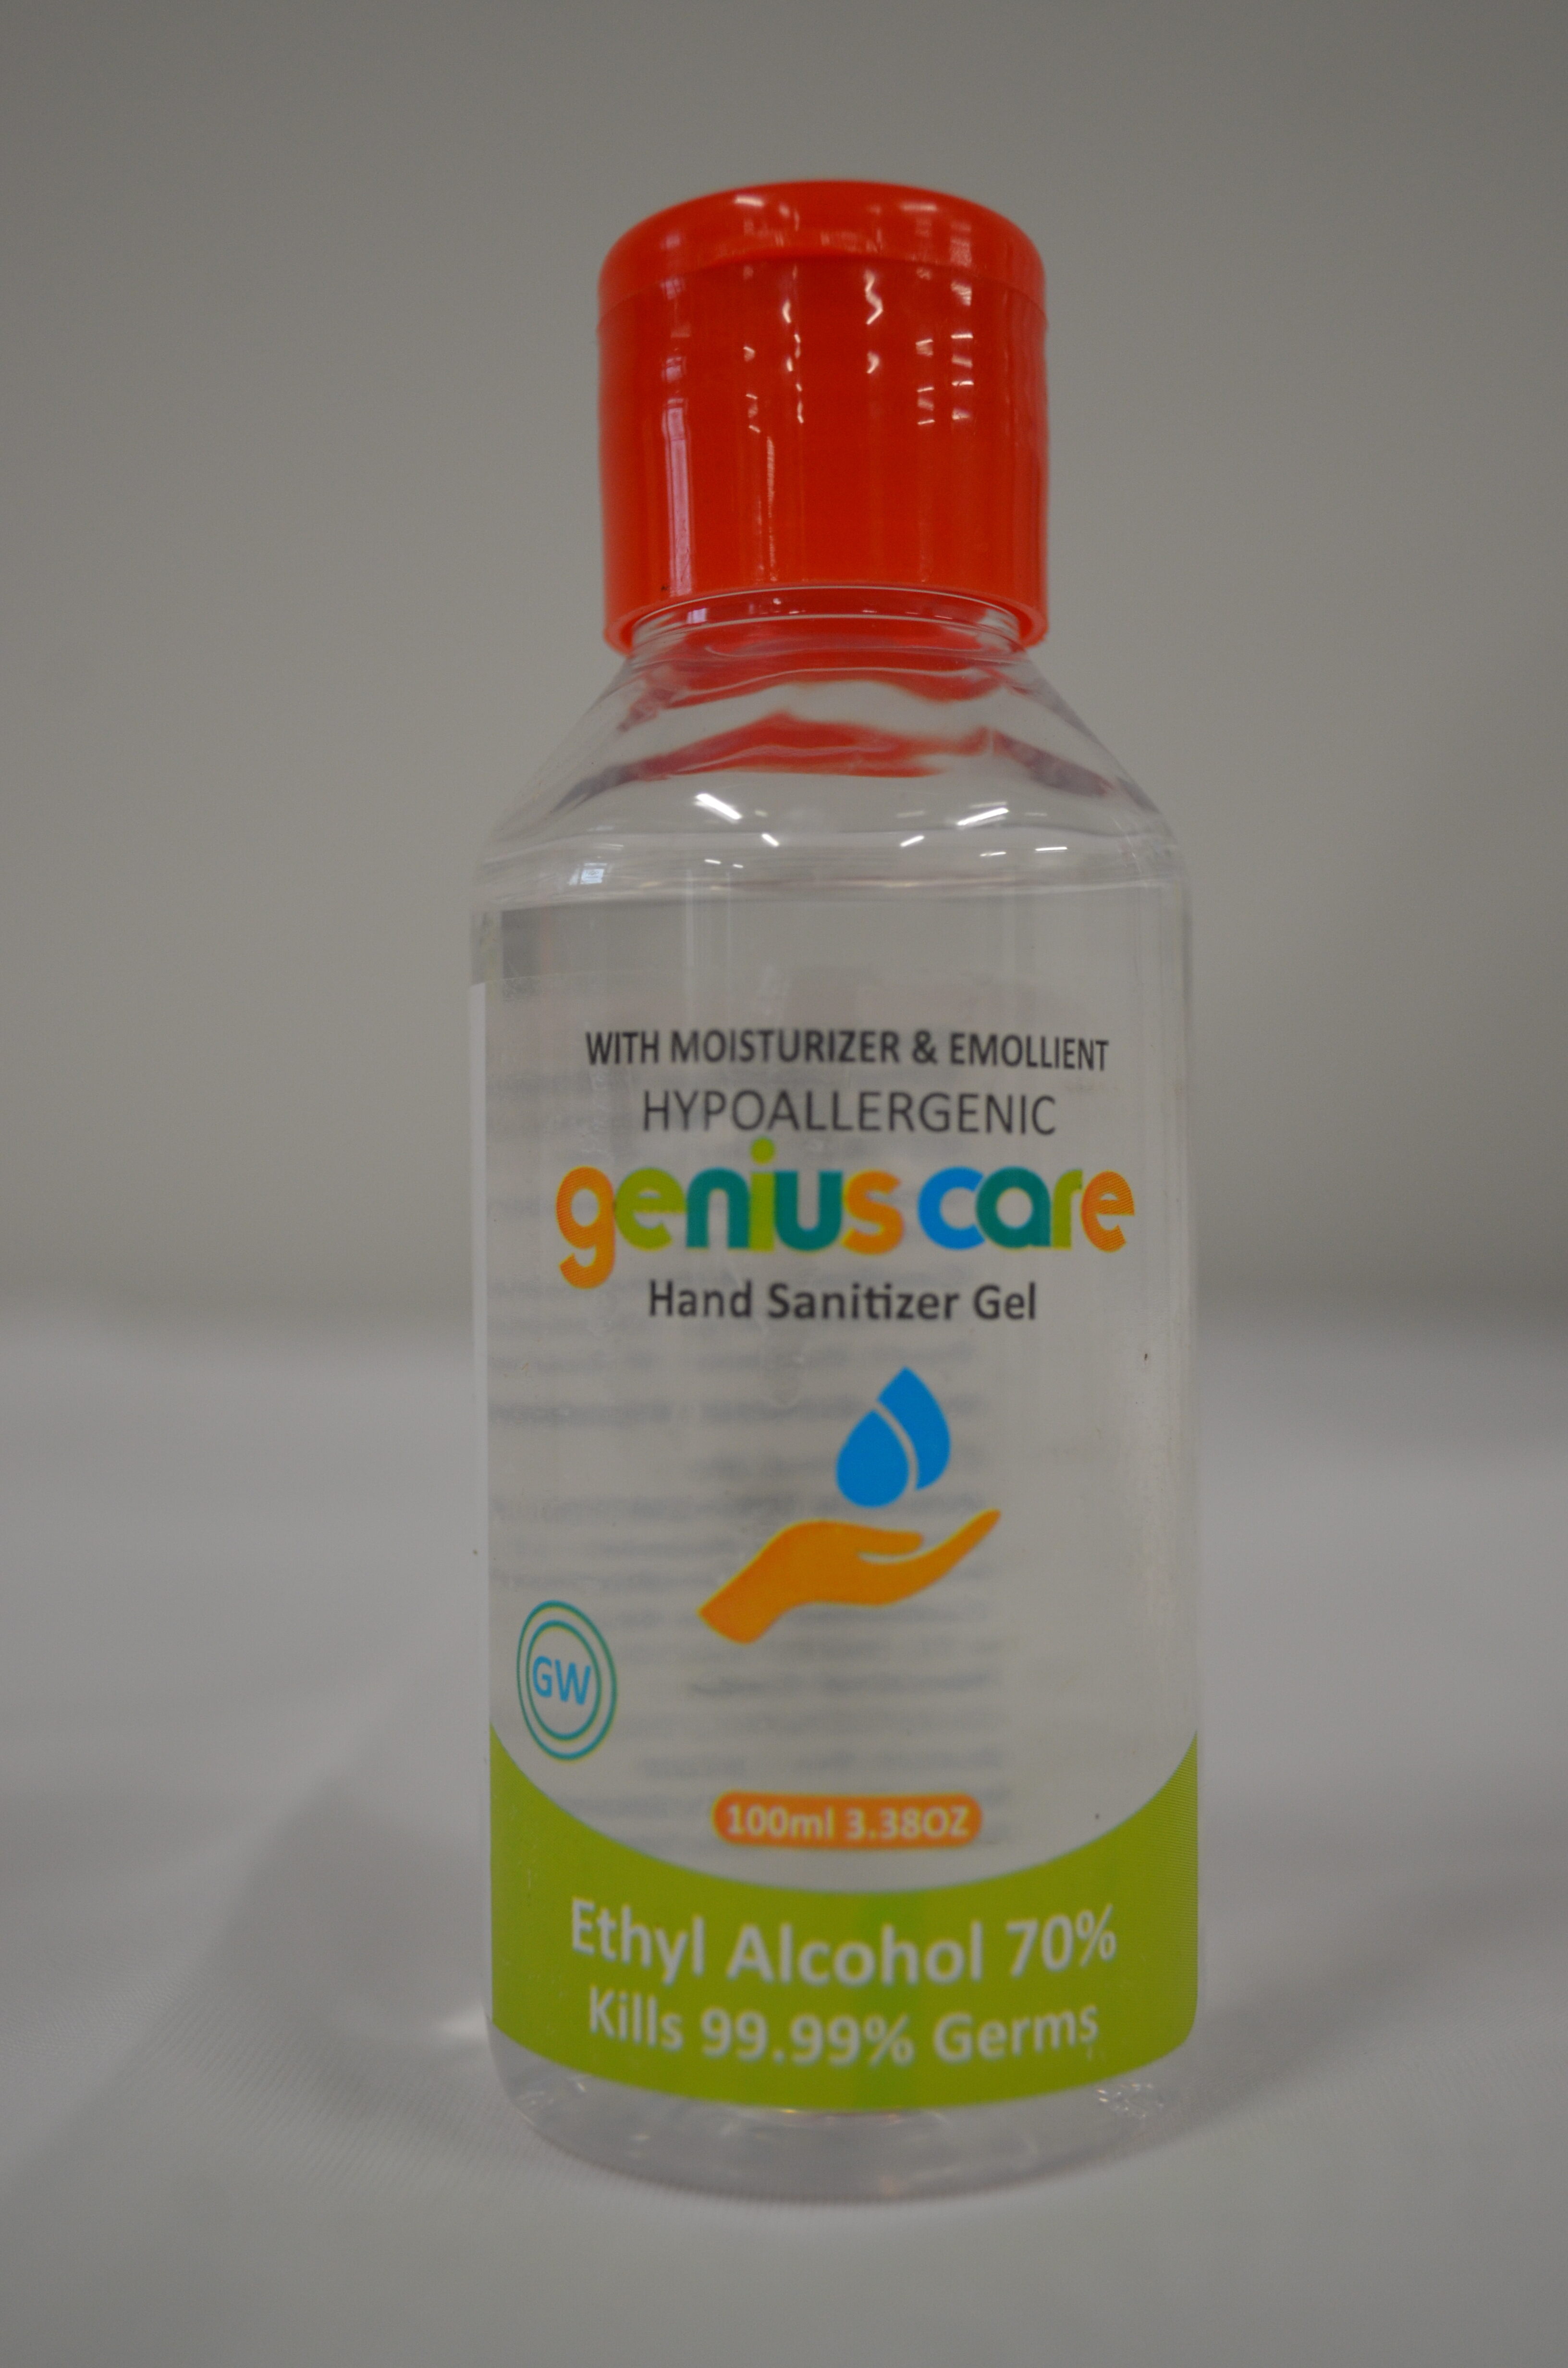 WITH MOISTURIZER & EMOLLIENT
HYPOALLERGENIC
genius care
Hand Sanitizer Gel
GW
100ml 3.38OZ
Ethyl Alcohol 70%
Kills 99.99% Germs